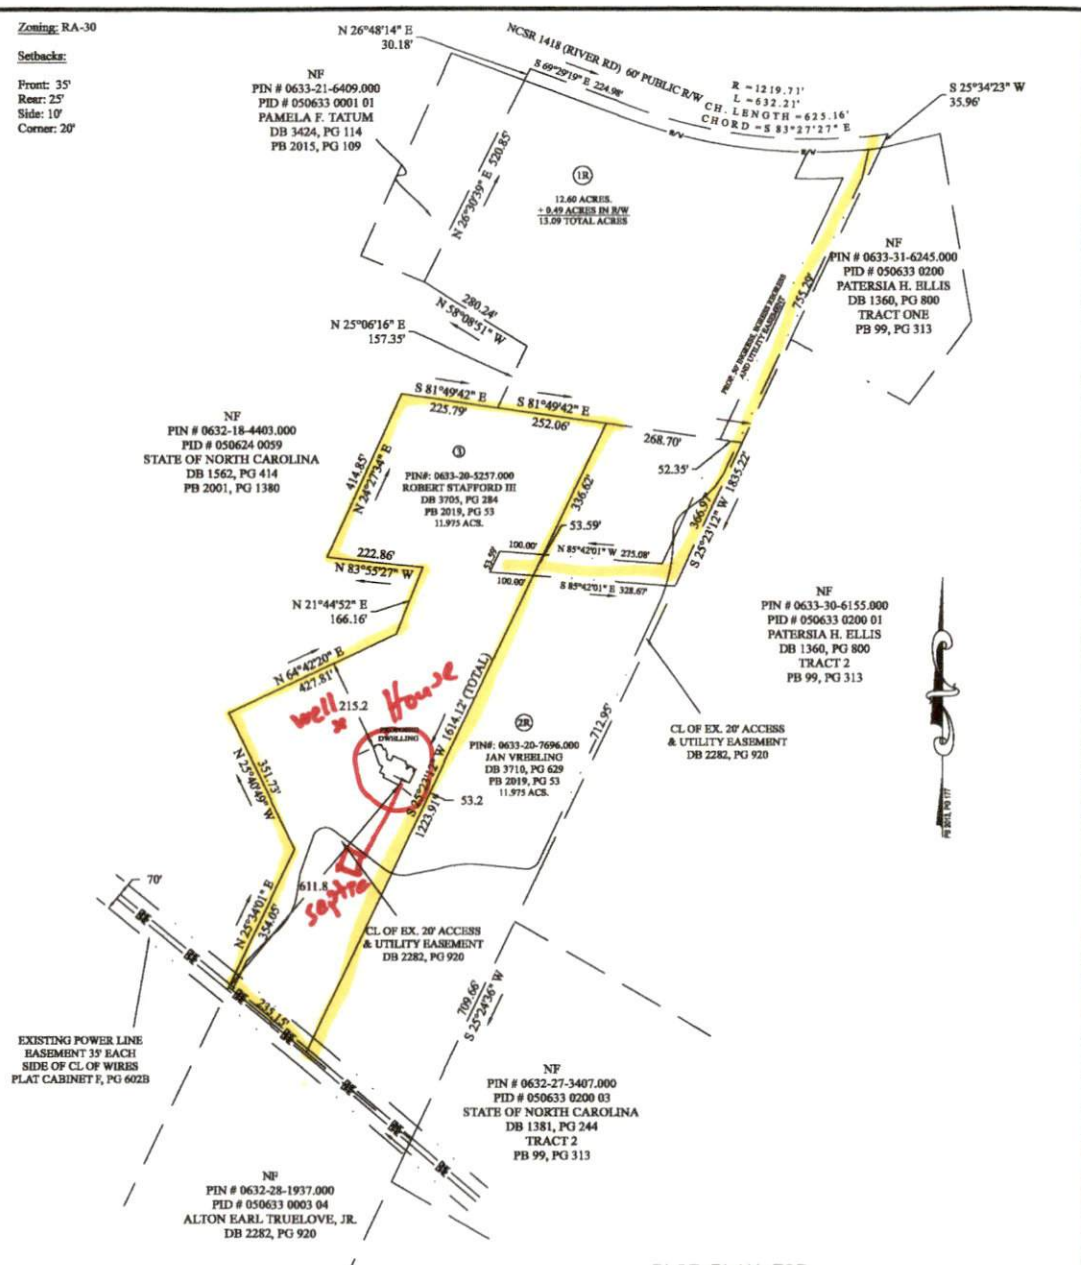 Zoning: RA-30
Setbacks:
Front: 35'
Rear: 25'
Side: 10'
Corner: 20'
N 26°48'14" E
30.18'
NCSR 1418 (RIVER RD) 60' PUBLIC R/W
S 69°29'19" E 224.98'
R =1219.71'
L =632.21'
CH. LENGTH =625.16'
CHORD =S 83°27'27" E
S 25°34'23" W
35.96'
R/W
R/W
NF
PIN # 0633-21-6409.000
PID # 050633 0001 01
PAMELA F. TATUM
DB 3424, PG 114
PB 2015, PG 109
N 26°30'39" E 520.85'
1R
12.60 ACRES.
+ 0.49 ACRES IN R/W
13.09 TOTAL ACRES
NF
PIN # 0633-31-6245.000
PID # 050633 0200
PATERSIA H. ELLIS
DB 1360, PG 800
TRACT ONE
PB 99, PG 313
755.29'
AND UTILITY EASEMENT
280.24'
N 58°08'51" W
N 25°06'16" E
157.35'
S 81°49'42" E
225.79'
S 81°49'42" E
252.06'
268.70'
52.35'
NF
PIN # 0632-18-4403.000
PID # 050624 0059
STATE OF NORTH CAROLINA
DB 1562, PG 414
PB 2001, PG 1380
414.85'
N 24°27'34" E
3
PIN#: 0633-20-5257.000
ROBERT STAFFORD III
DB 3705, PG 284
PB 2019, PG 53
11.975 ACS.
336.62'
366.97'
S 25°23'12" W 1835.22'
53.59'
100.00'
N 85°42'01" W 275.08'
53.59'
100.00'
S 85°42'01" E 328.67'
222.86'
N 83°55'27" W
N 21°44'52" E
166.16'
NF
PIN # 0633-30-6155.000
PID # 050633 0200 01
PATERSIA H. ELLIS
DB 1360, PG 800
TRACT 2
PB 99, PG 313
N 64°42'20" E
427.81'
215.2
well
x
House
DWELLING
1614.12' (TOTAL)
S 25°23'12" W
1223.91'
53.2
2R
PIN#: 0633-20-7696.000
JAN VREELING
DB 3710, PG 629
PB 2019, PG 53
11.975 ACS.
712.95'
CL OF EX. 20' ACCESS
& UTILITY EASEMENT
DB 2282, PG 920
PB 2013, PG 177
351.73'
N 25°40'49" W
611.8
septic
70'
N 25°34'01" E
354.05'
CL OF EX. 20' ACCESS
& UTILITY EASEMENT
DB 2282, PG 920
235.15'
709.66'
S 25°24'36" W
EXISTING POWER LINE
EASEMENT 35' EACH
SIDE OF CL OF WIRES
PLAT CABINET F, PG 602B
NF
PIN # 0632-27-3407.000
PID # 050633 0200 03
STATE OF NORTH CAROLINA
DB 1381, PG 244
TRACT 2
PB 99, PG 313
NF
PIN # 0632-28-1937.000
PID # 050633 0003 04
ALTON EARL TRUELOVE, JR.
DB 2282, PG 920